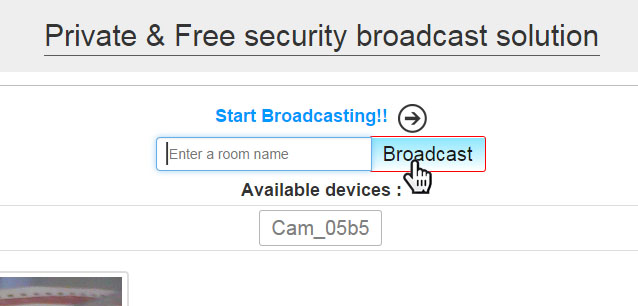 Private & Free security broadcast solution
Start Broadcasting!!
Enter a room name Broadcast
Available devices :
Cam_05b5